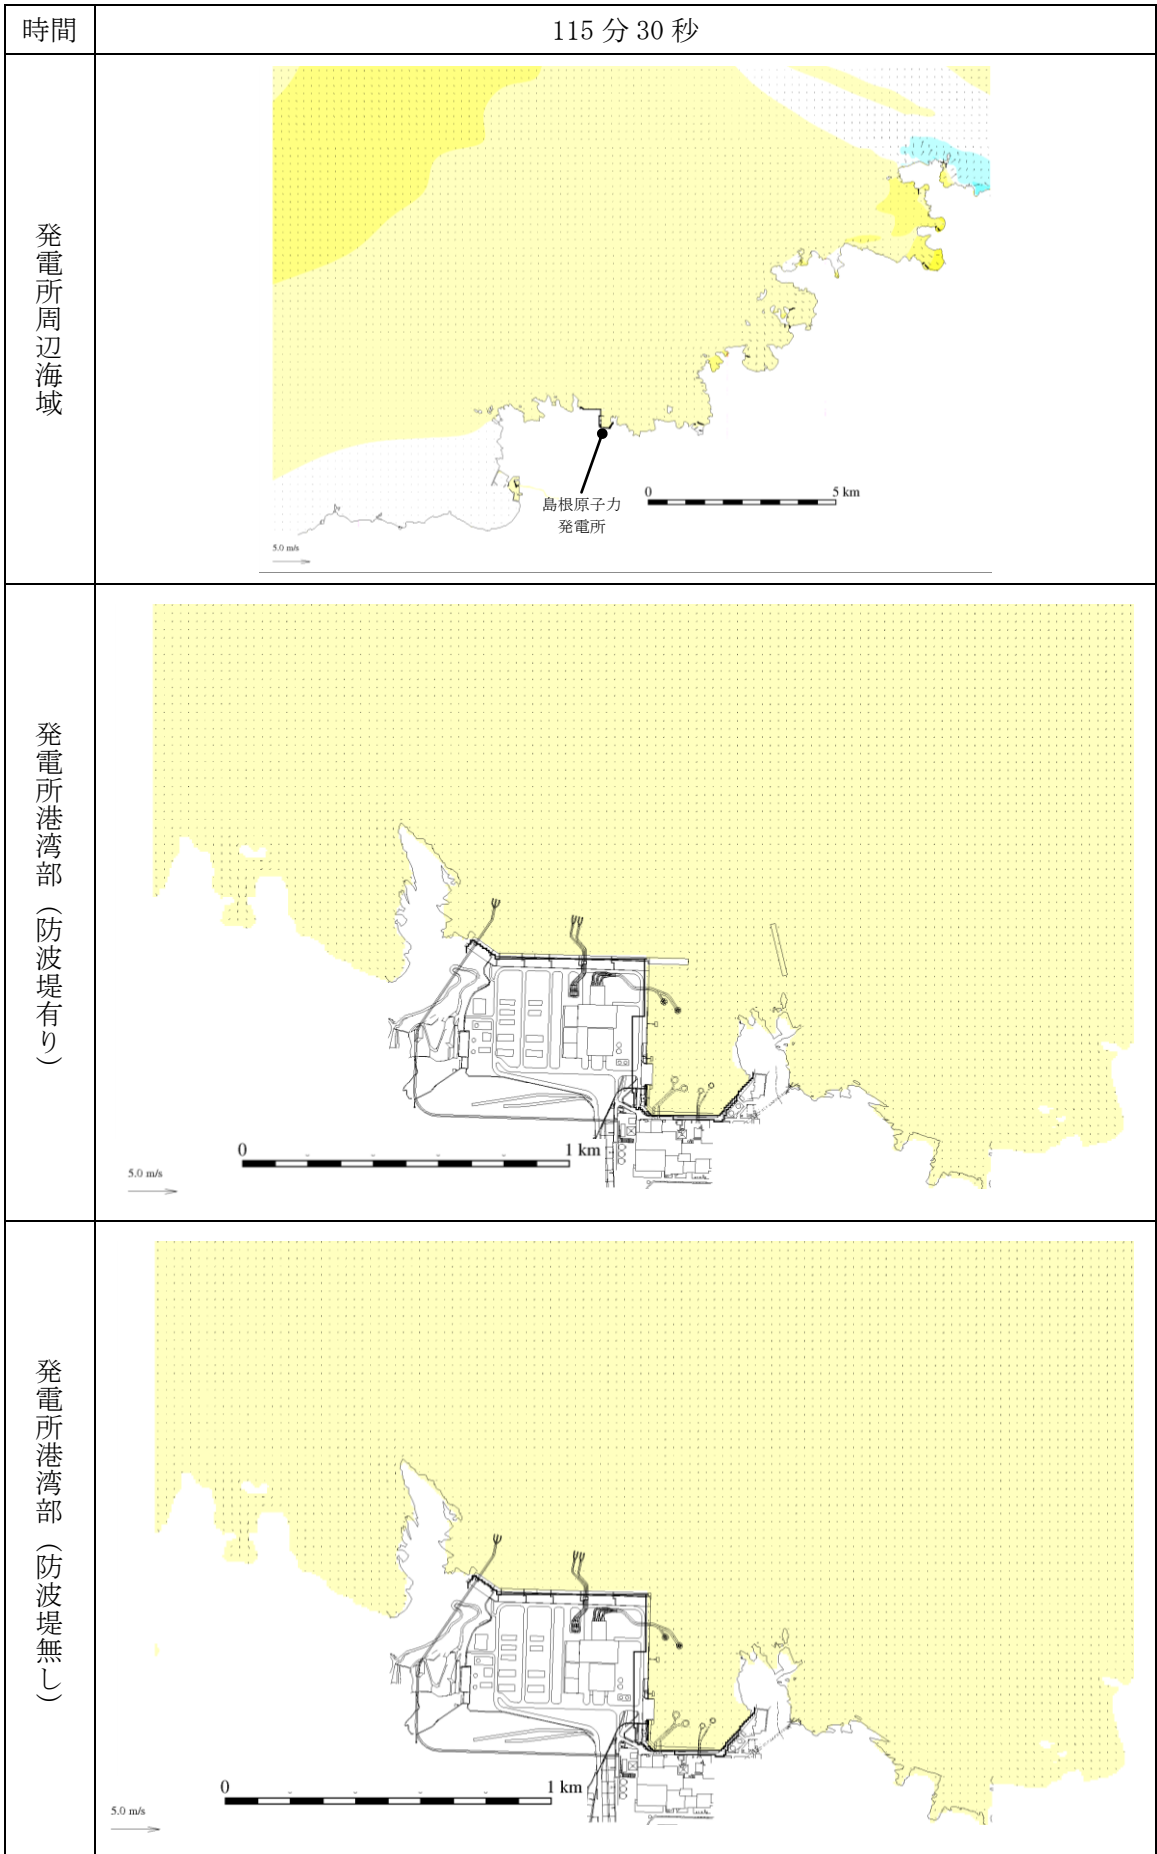 時間
115 分 30 秒
発電所周辺海域
島根原子力
発電所
0
5 km
5.0 m/s
発電所港湾部（防波堤有り）
0
1 km
5.0 m/s
発電所港湾部（防波堤無し）
0
1 km
5.0 m/s